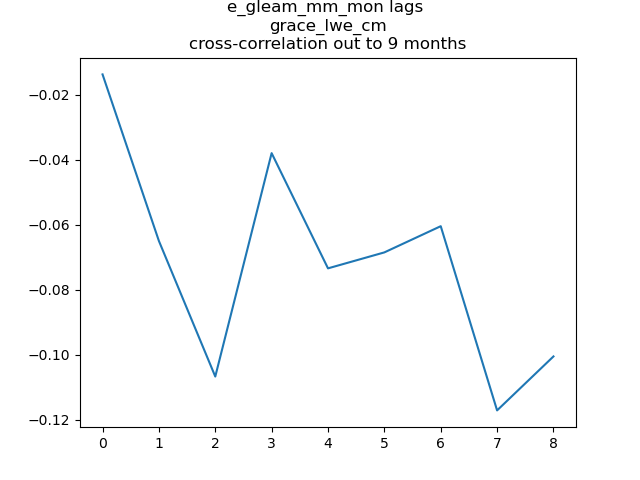 e_gleam_mm_mon lags
grace_lwe_cm
cross-correlation out to 9 months
−0.02
−0.04
−0.06
−0.08
−0.10
−0.12
0 1 2 3 4 5 6 7 8